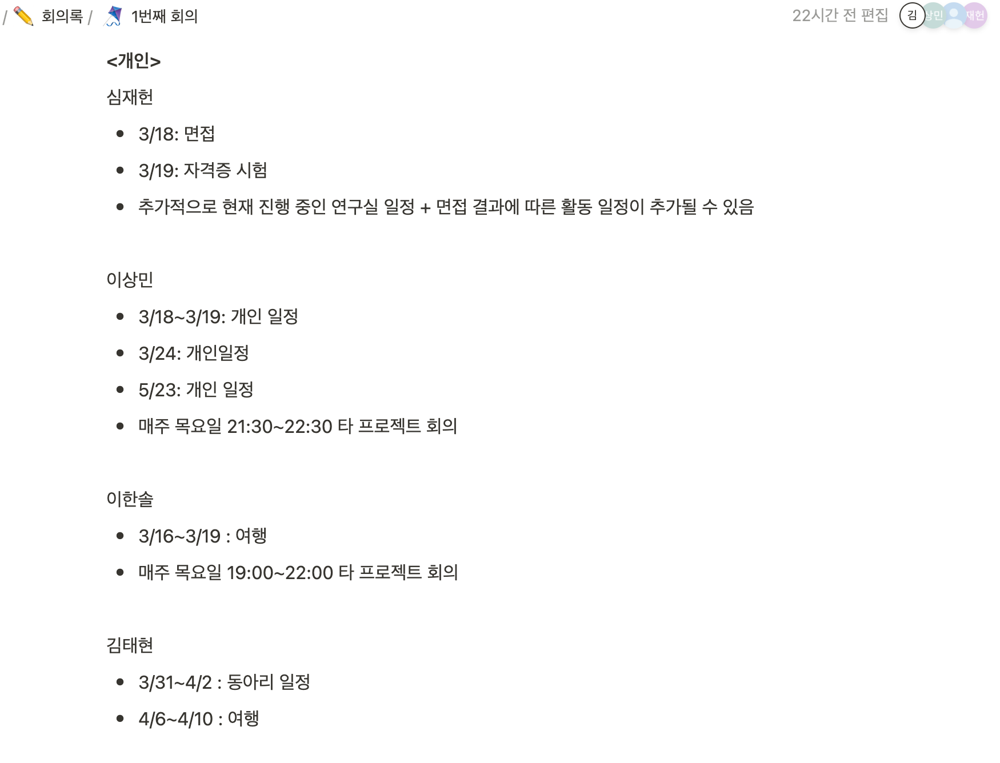 / 회의록 / 1번째 회의
22시간 전 편집 김 상민 재헌
<개인>
심재헌
• 3/18: 면접
• 3/19: 자격증 시험
• 추가적으로 현재 진행 중인 연구실 일정 + 면접 결과에 따른 활동 일정이 추가될 수 있음
이상민
• 3/18~3/19: 개인 일정
• 3/24: 개인일정
• 5/23: 개인 일정
• 매주 목요일 21:30~22:30 타 프로젝트 회의
이한솔
• 3/16~3/19 : 여행
• 매주 목요일 19:00~22:00 타 프로젝트 회의
김태현
• 3/31~4/2 : 동아리 일정
• 4/6~4/10 : 여행